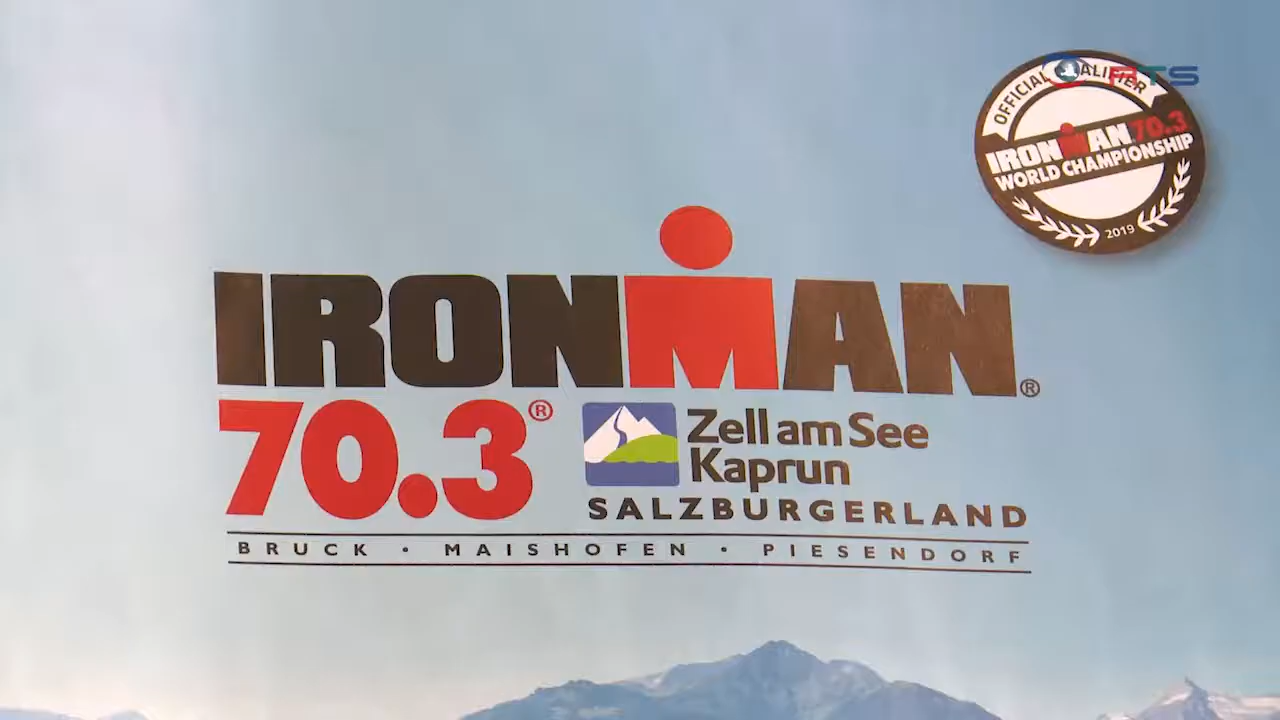 RTS
OFFICIAL QUALIFIER
IRONMAN 70.3
WORLD CHAMPIONSHIP
2019
IRONMAN®
70.3®
Zell am See
Kaprun
SALZBURGERLAND
BRUCK · MAISHOFEN · PIESENDORF